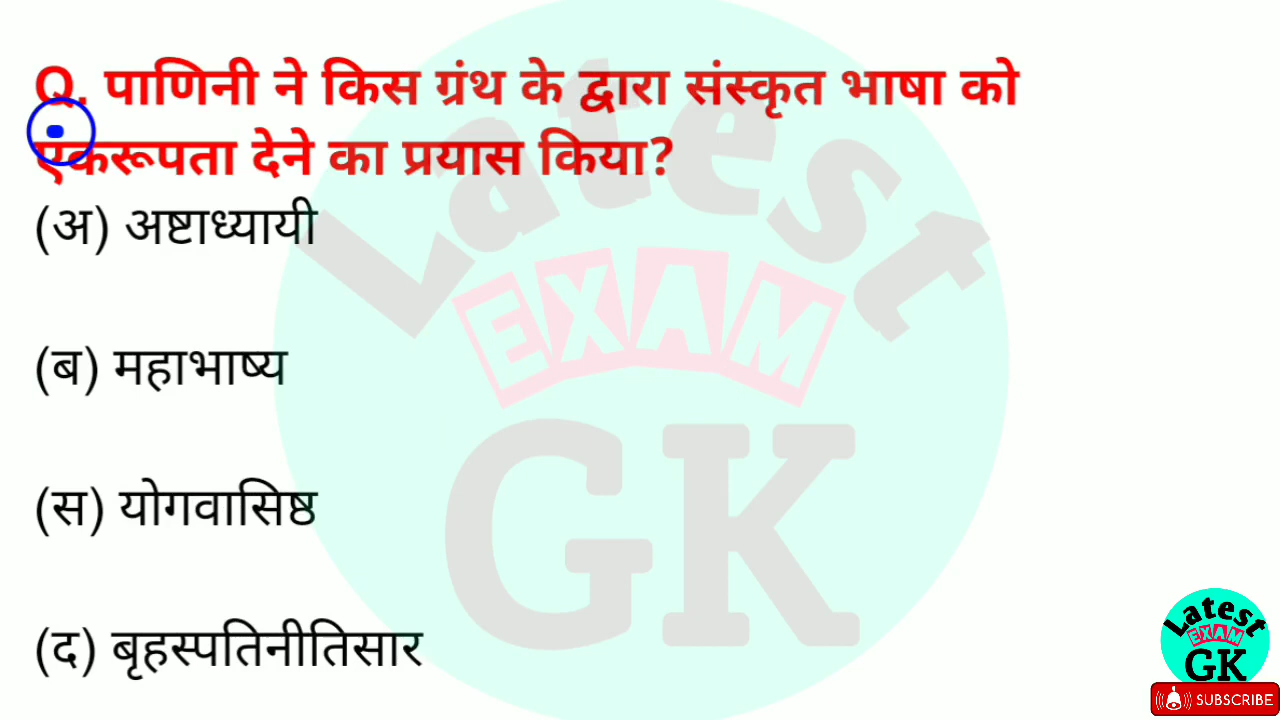 Q. पाणिनी ने किस ग्रंथ के द्वारा संस्कृत भाषा को
एकरूपता देने का प्रयास किया?
(अ) अष्टाध्यायी
(ब) महाभाष्य
(स) योगवासिष्ठ
(द) बृहस्पतिनीतिसार
Latest
EXAM
GK
Latest
EXAM
GK
SUBSCRIBE